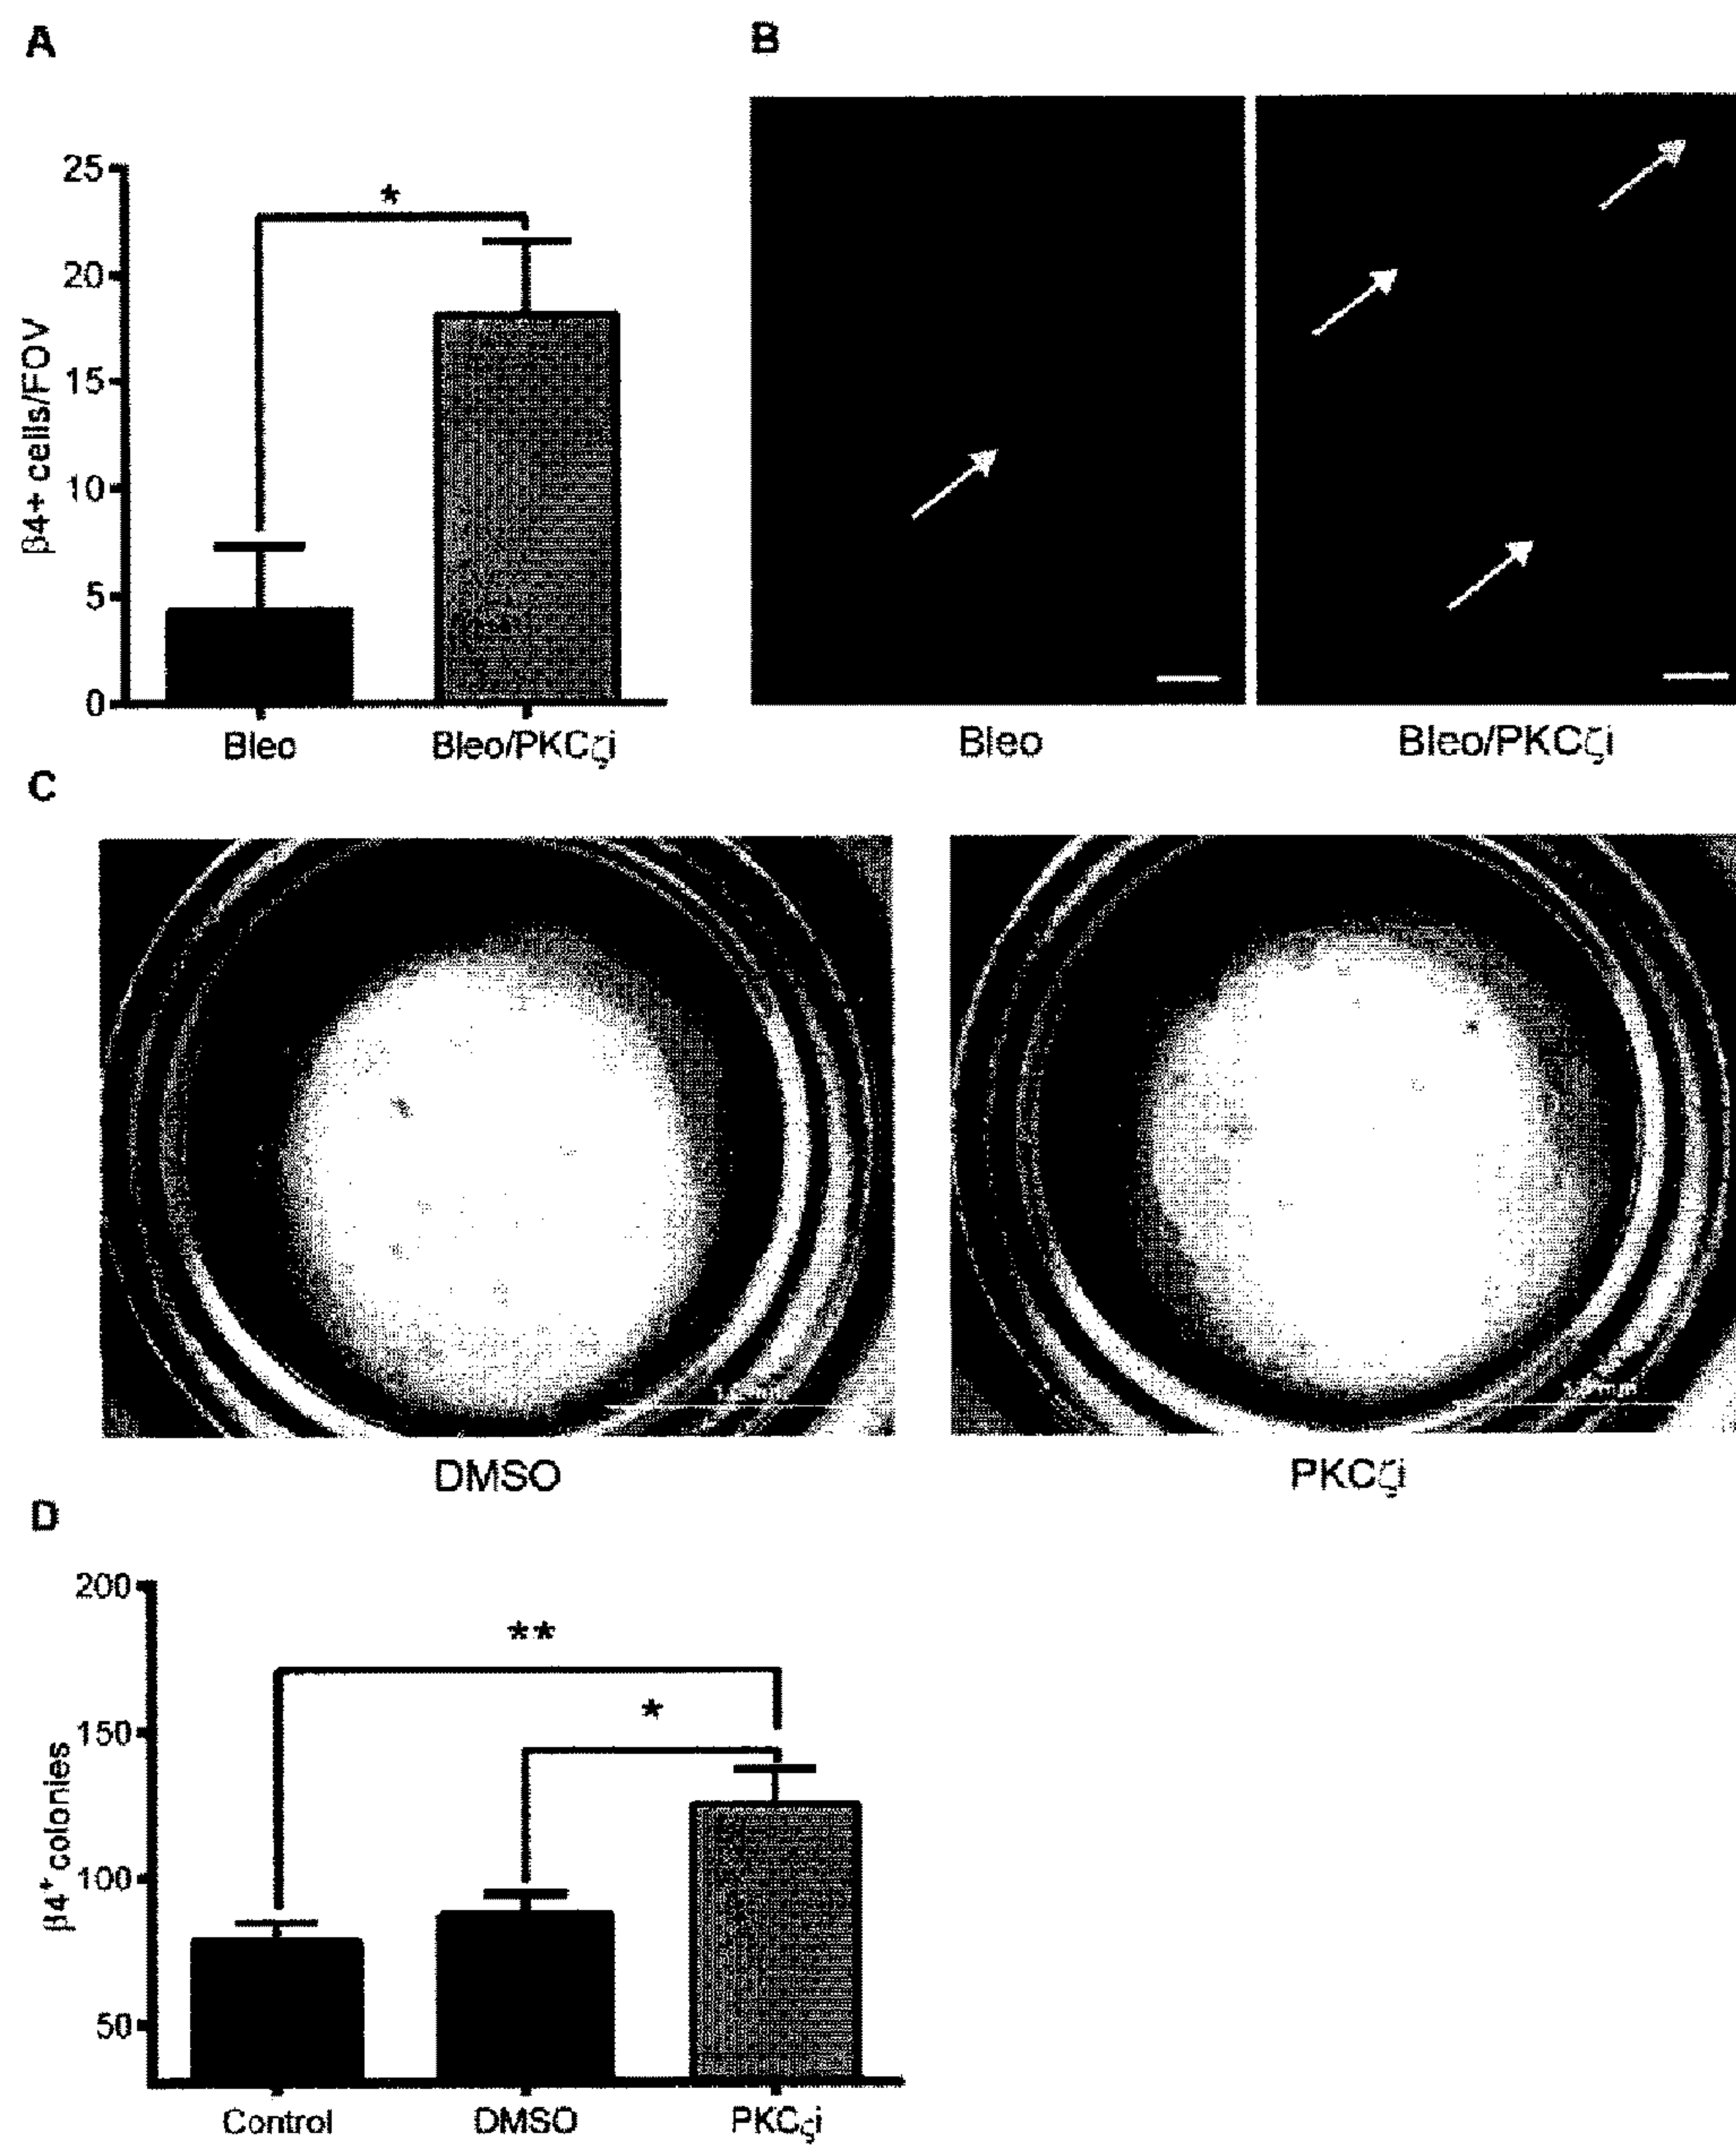 A
B
25
20
15
10
5
0
β4+ cells/FOV
*
Bleo
Bleo/PKCζi
Bleo
Bleo/PKCζi
C
DMSO
PKCζi
D
200
150
100
50
β4⁺ colonies
**
*
Control
DMSO
PKCζi